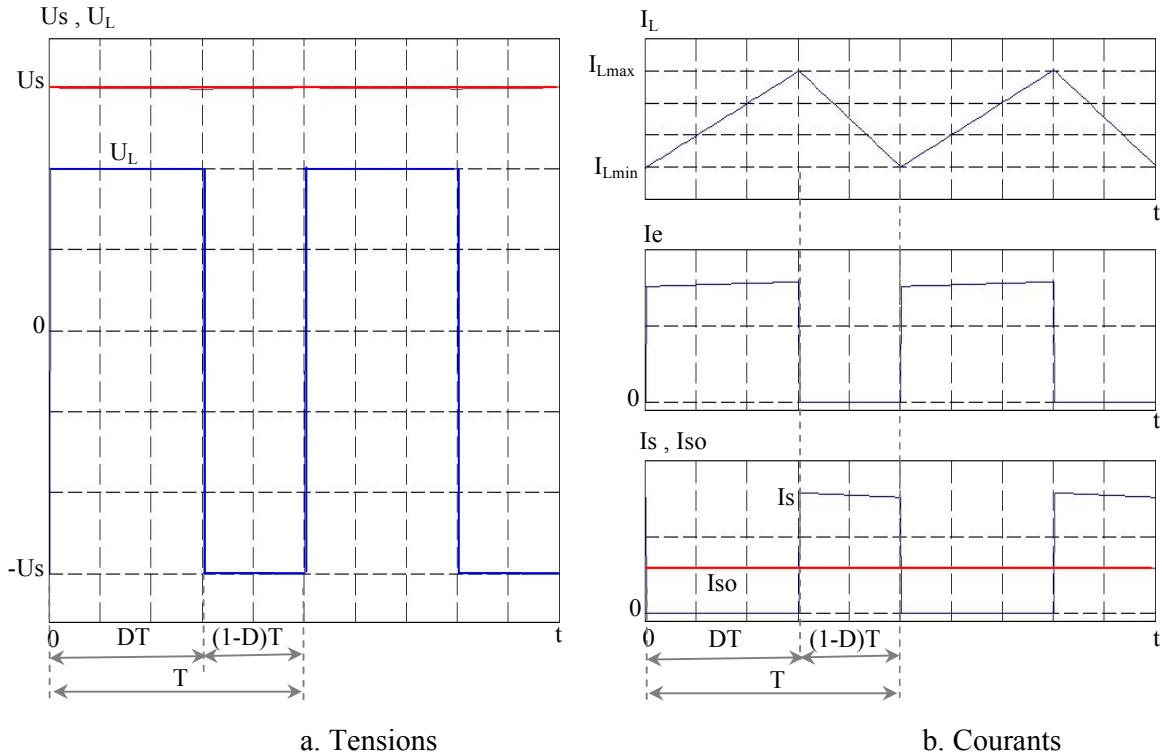 Us , UL
Us
UL
0
-Us
0 DT (1-D)T t
T
a. Tensions
IL
ILmax
ILmin
t
Ie
0
t
Is , Iso
Is
Iso
0
0 DT (1-D)T t
T
b. Courants